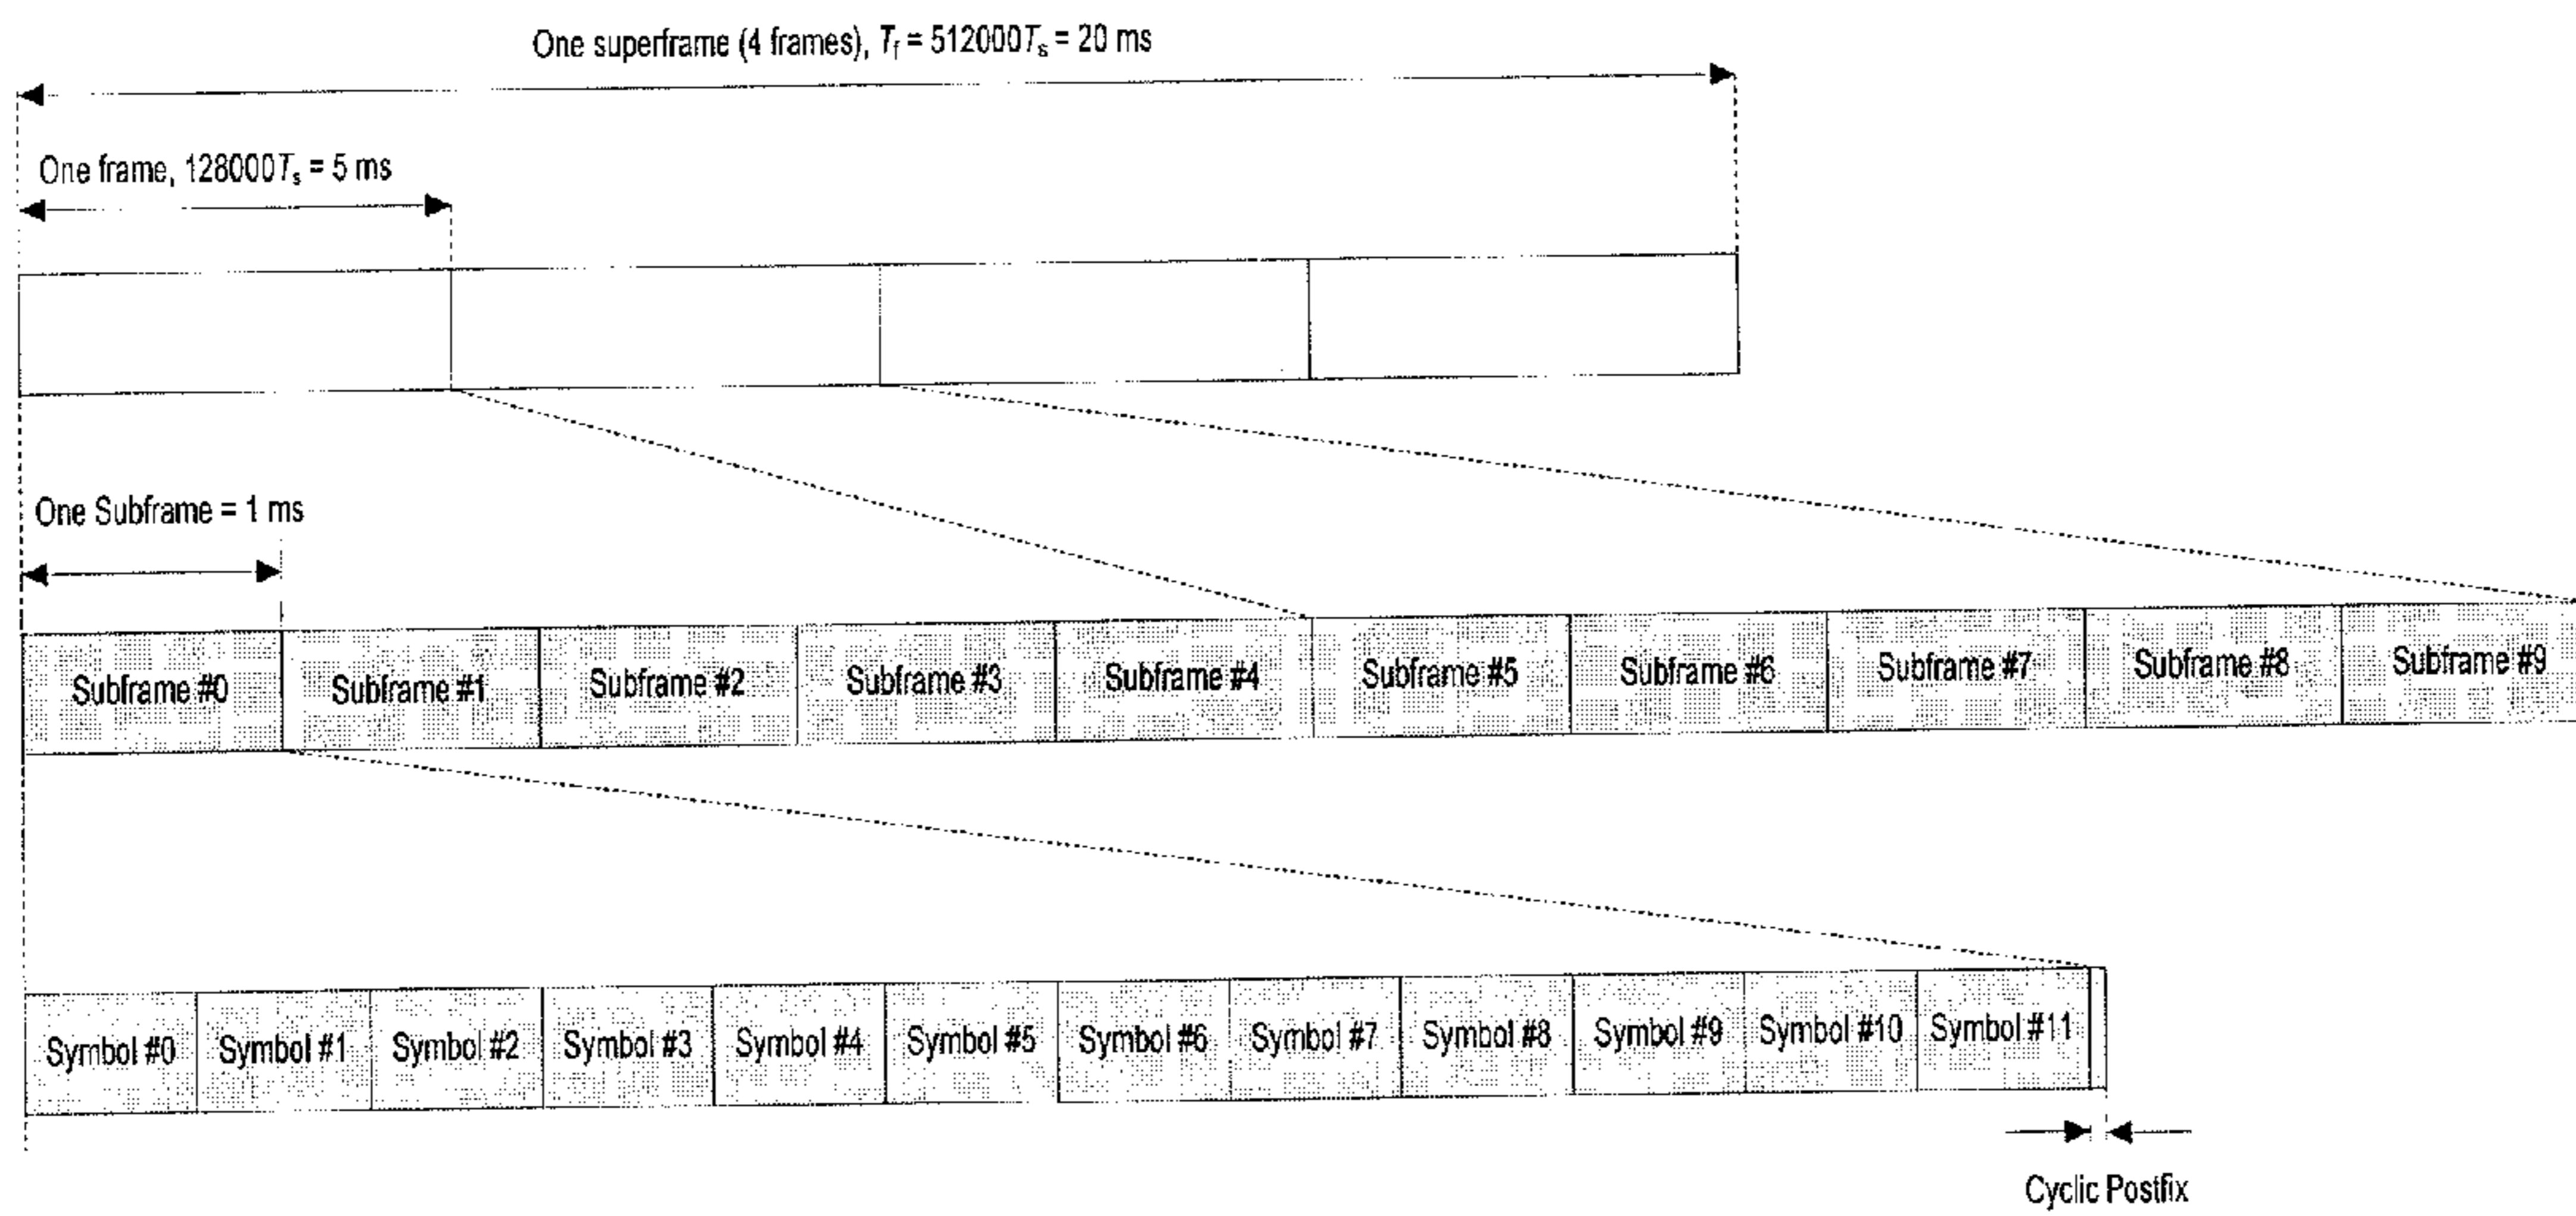 One superframe (4 frames), Tf = 512000Ts = 20 ms
One frame, 128000Ts = 5 ms
One Subframe = 1 ms
Subframe #0 Subframe #1 Subframe #2 Subframe #3 Subframe #4 Subframe #5 Subframe #6 Subframe #7 Subframe #8 Subframe #9
Symbol #0 Symbol #1 Symbol #2 Symbol #3 Symbol #4 Symbol #5 Symbol #6 Symbol #7 Symbol #8 Symbol #9 Symbol #10 Symbol #11
Cyclic Postfix